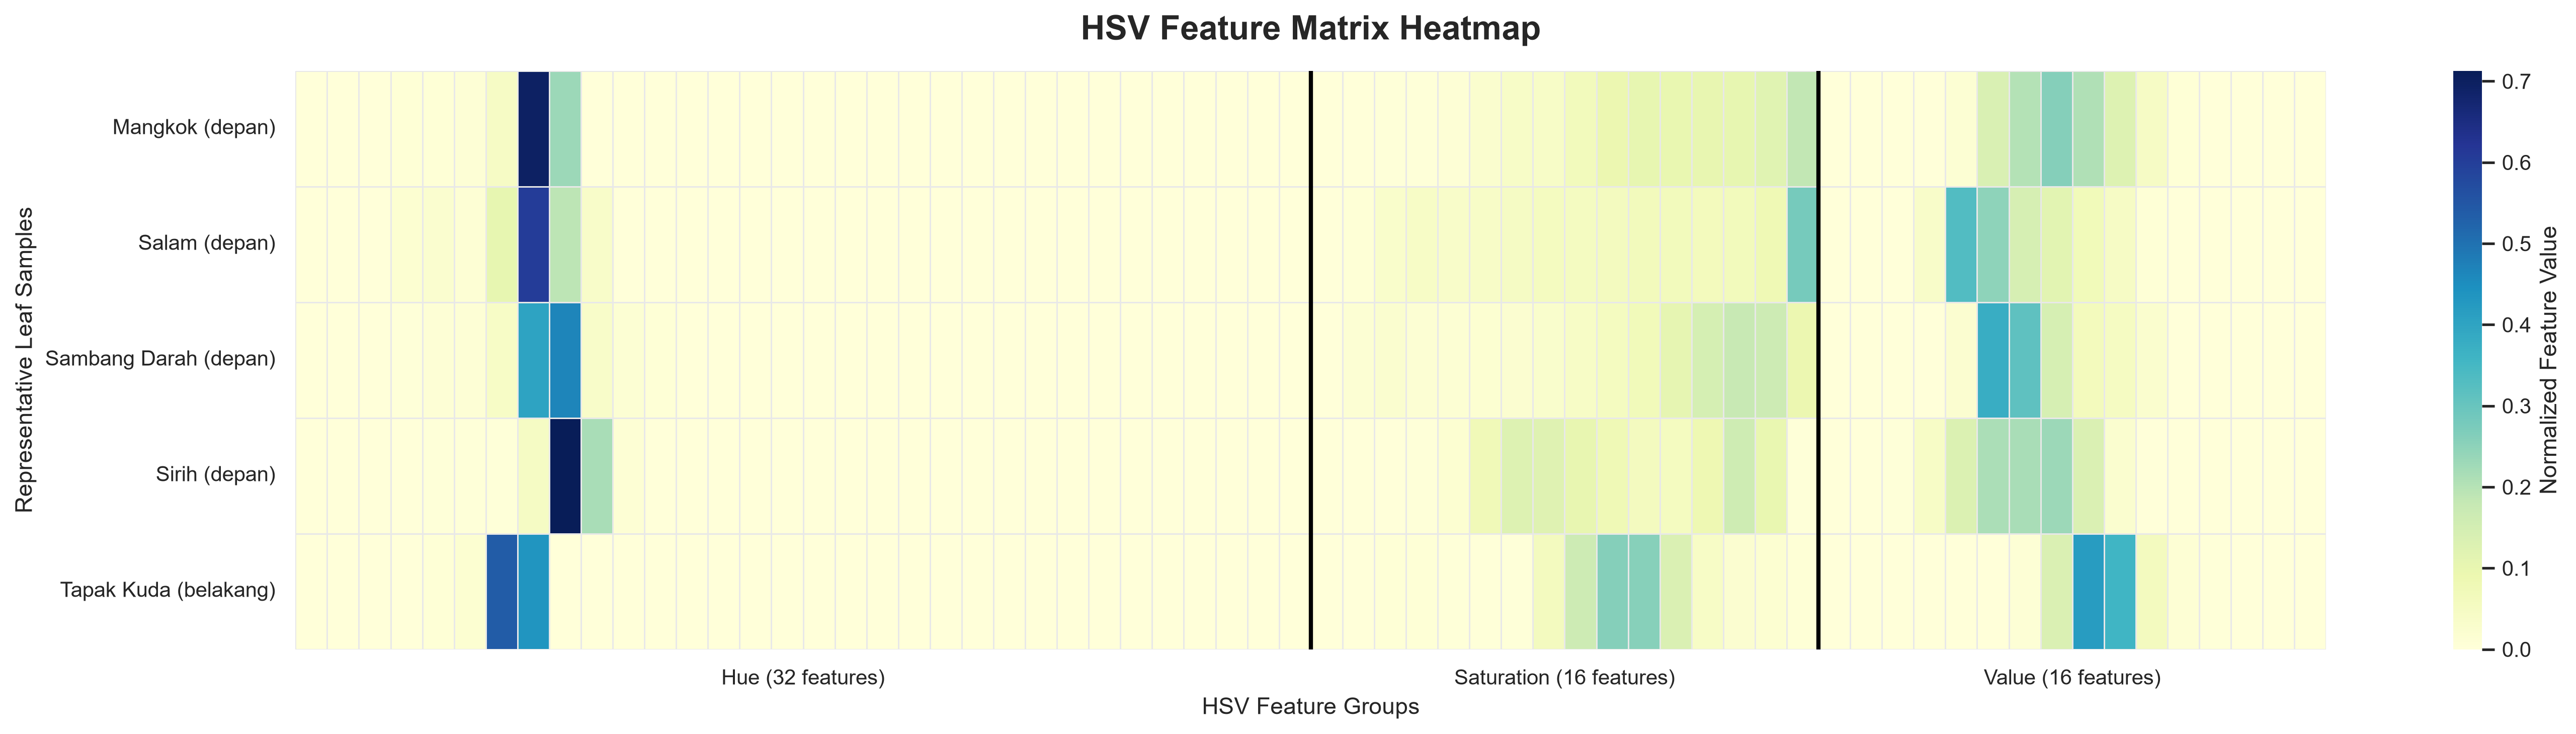 HSV Feature Matrix Heatmap
Representative Leaf Samples
Mangkok (depan)
Salam (depan)
Sambang Darah (depan)
Sirih (depan)
Tapak Kuda (belakang)
Hue (32 features)
Saturation (16 features)
Value (16 features)
HSV Feature Groups
0.7
0.6
0.5
0.4
0.3
0.2
0.1
0.0
Normalized Feature Value